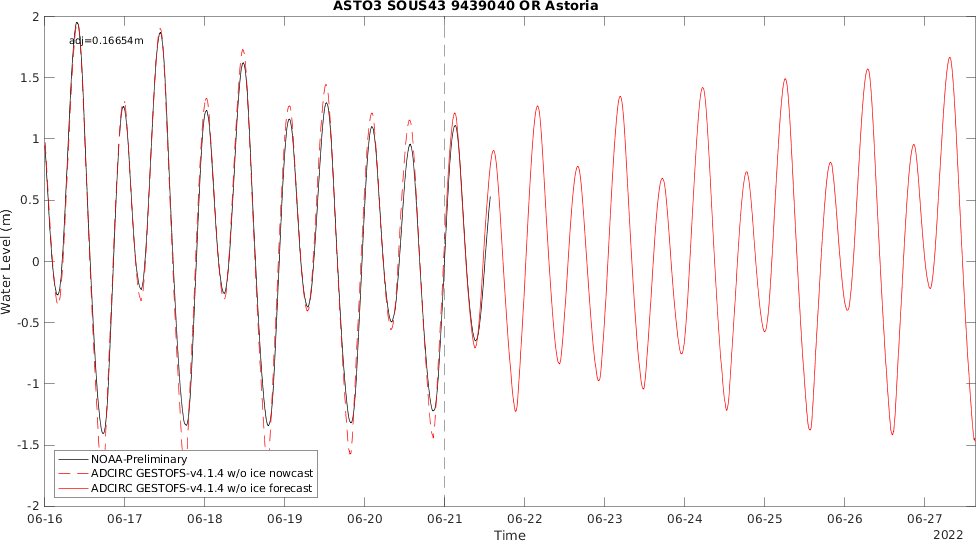 ASTO3 SOUS43 9439040 OR Astoria
adj=0.16654m
2
1.5
1
0.5
0
-0.5
-1
-1.5
-2
Water Level (m)
NOAA-Preliminary
ADCIRC GESTOFS-v4.1.4 w/o ice nowcast
ADCIRC GESTOFS-v4.1.4 w/o ice forecast
06-16 06-17 06-18 06-19 06-20 06-21 06-22 06-23 06-24 06-25 06-26 06-27
Time
2022